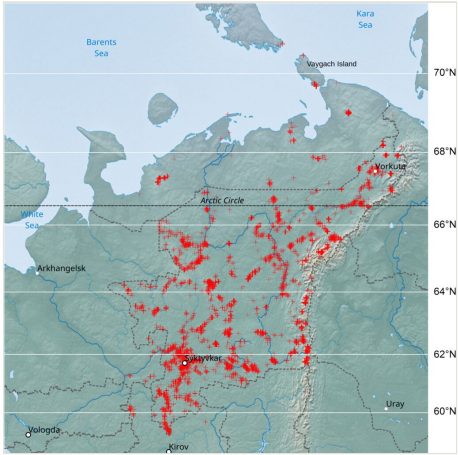 Kara
Sea
Barents
Sea
Vaygach Island
70°N
68°N
Vorkuta
Arctic Circle
White
Sea
66°N
Arkhangelsk
64°N
Syktyvkar
62°N
Uray
60°N
Vologda
Kirov